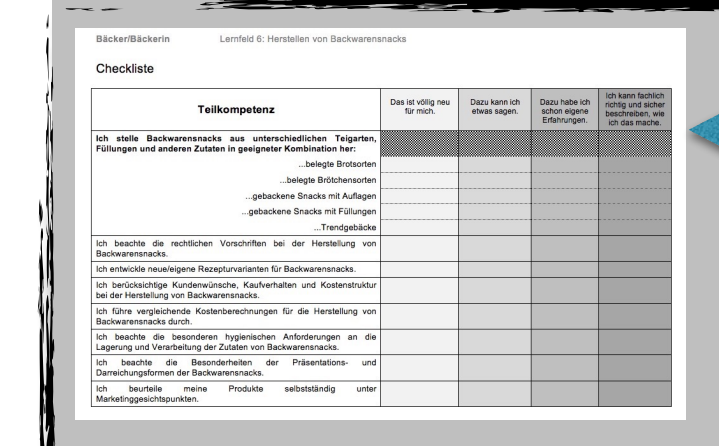 Bäcker/Bäckerin Lernfeld 6: Herstellen von Backwarensnacks
Checkliste
Teilkompetenz
Das ist völlig neu
für mich.
Dazu kann ich
etwas sagen.
Dazu habe ich
schon eigene
Erfahrungen.
Ich kann fachlich
richtig und sicher
beschreiben, wie
ich das mache.
Ich stelle Backwarensnacks aus unterschiedlichen Teigarten,
Füllungen und anderen Zutaten in geeigneter Kombination her:
...belegte Brotsorten
...belegte Brötchensorten
...gebackene Snacks mit Auflagen
...gebackene Snacks mit Füllungen
...Trendgebäcke
Ich beachte die rechtlichen Vorschriften bei der Herstellung von
Backwarensnacks.
Ich entwickle neue/eigene Rezepturvarianten für Backwarensnacks.
Ich berücksichtige Kundenwünsche, Kaufverhalten und Kostenstruktur
bei der Herstellung von Backwarensnacks.
Ich führe vergleichende Kostenberechnungen für die Herstellung von
Backwarensnacks durch.
Ich beachte die besonderen hygienischen Anforderungen an die
Lagerung und Verarbeitung der Zutaten von Backwarensnacks.
Ich beachte die Besonderheiten der Präsentations- und
Darreichungsformen der Backwarensnacks.
Ich beurteile meine Produkte selbstständig unter
Marketinggesichtspunkten.